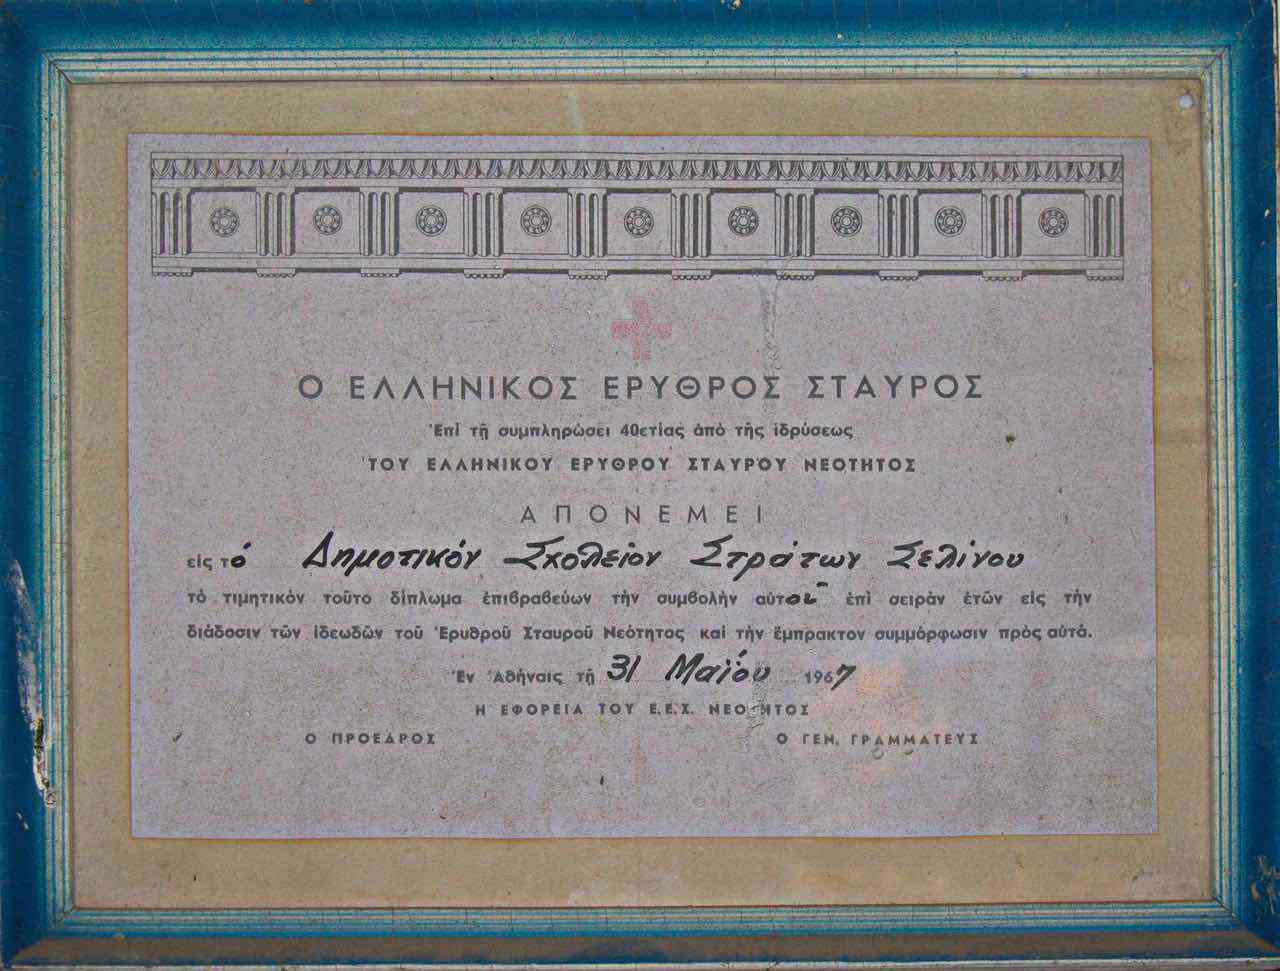 Ο ΕΛΛΗΝΙΚΟΣ ΕΡΥΘΡΟΣ ΣΤΑΥΡΟΣ
Ἐπὶ τῇ συμπληρώσει 40ετίας ἀπὸ τῆς ἱδρύσεως
ΤΟΥ ΕΛΛΗΝΙΚΟΥ ΕΡΥΘΡΟΥ ΣΤΑΥΡΟΥ ΝΕΟΤΗΤΟΣ
ΑΠΟΝΕΜΕΙ
εἰς τό Δημοτικόν Σχολεῖον Στράτων Σελίνου
τὸ τιμητικὸν τοῦτο δίπλωμα ἐπιβραβεύων τὴν συμβολὴν αὐτοῦ ἐπὶ σειρὰν ἐτῶν εἰς τὴν
διάδοσιν τῶν ἰδεωδῶν τοῦ Ἐρυθροῦ Σταυροῦ Νεότητος καὶ τὴν ἔμπρακτον συμμόρφωσιν πρὸς αὐτά.
Ἐν Ἀθήναις τῇ 31 Μαΐου 1967
Η ΕΦΟΡΕΙΑ ΤΟΥ Ε.Ε.Σ. ΝΕΟΤΗΤΟΣ
Ο ΠΡΟΕΔΡΟΣ Ο ΓΕΝ. ΓΡΑΜΜΑΤΕΥΣ